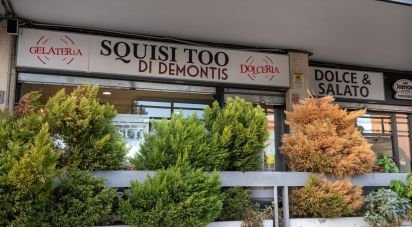 GELATERIA
SQUISI TOO
DI DEMONTIS
DOLCERIA
DOLCE &
SALATO